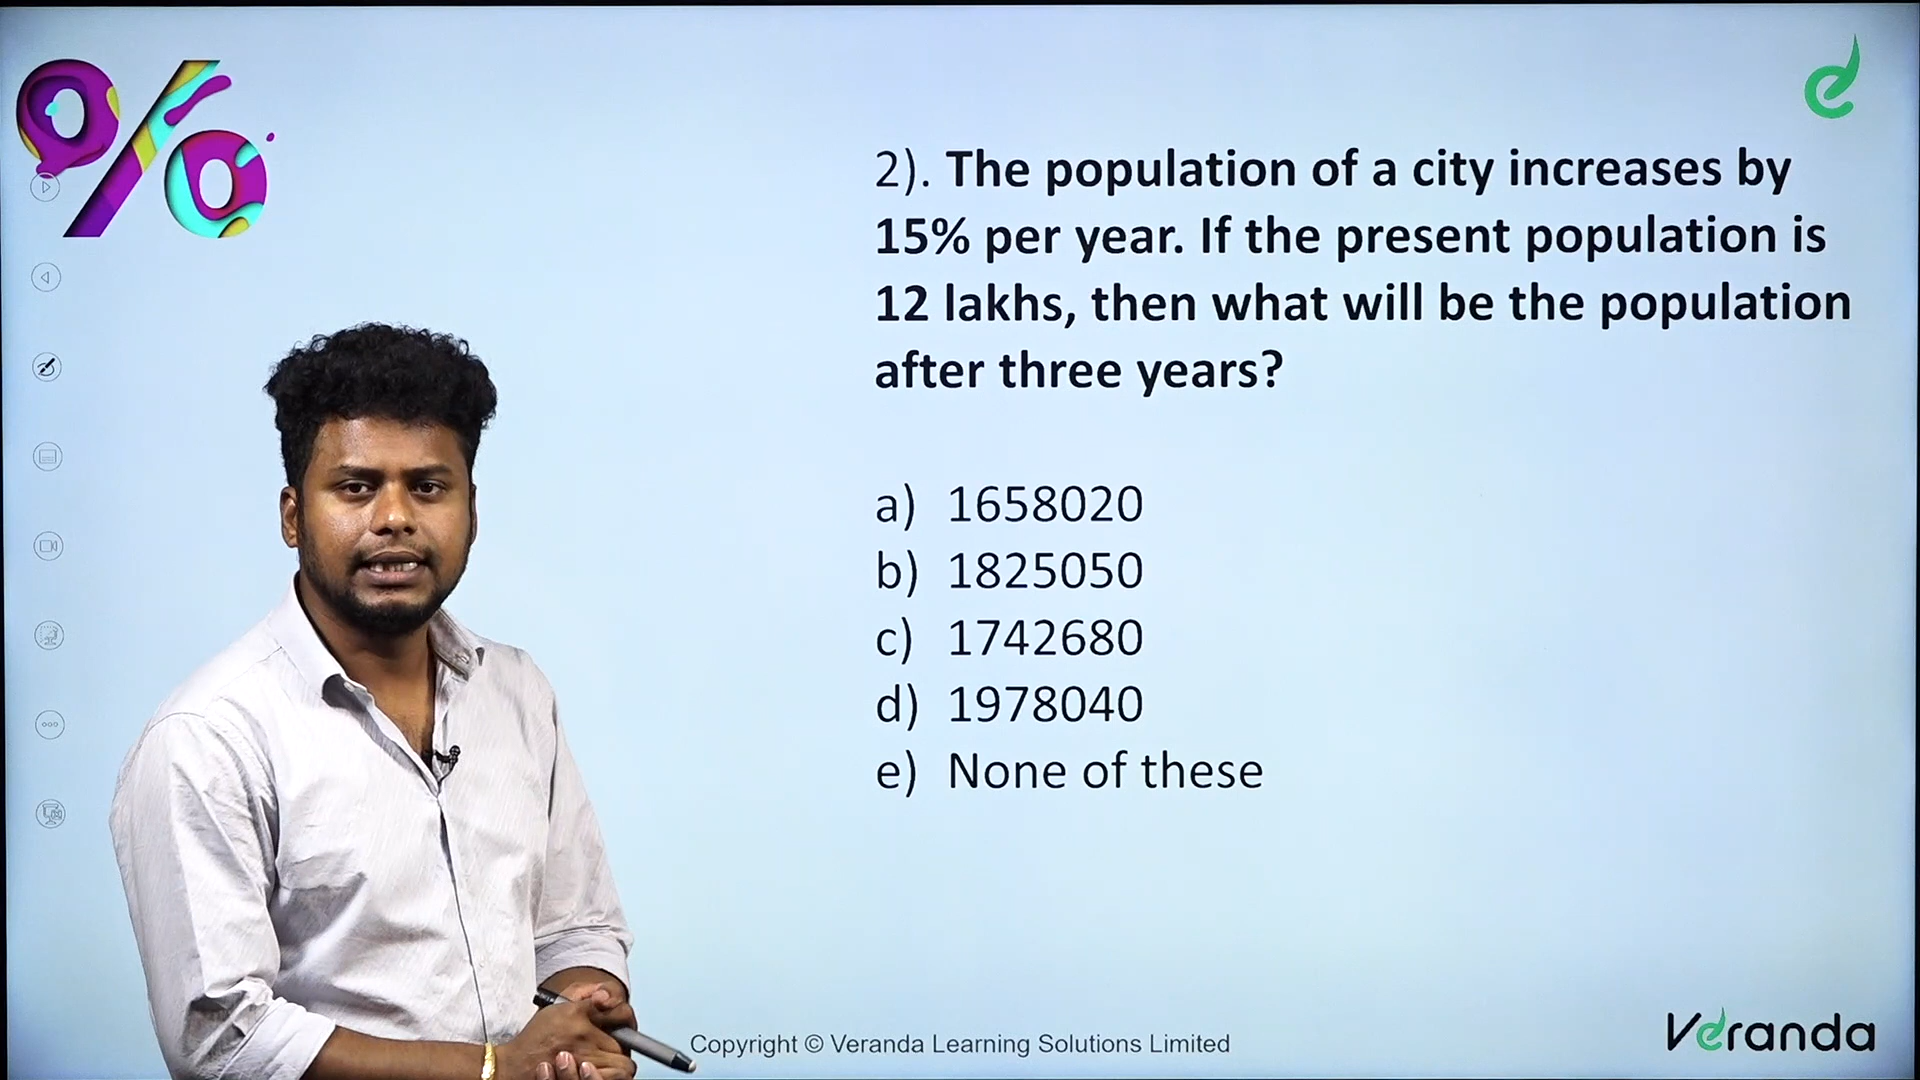 %
2). The population of a city increases by
15% per year. If the present population is
12 lakhs, then what will be the population
after three years?
a) 1658020
b) 1825050
c) 1742680
d) 1978040
e) None of these
Copyright © Veranda Learning Solutions Limited
Veranda